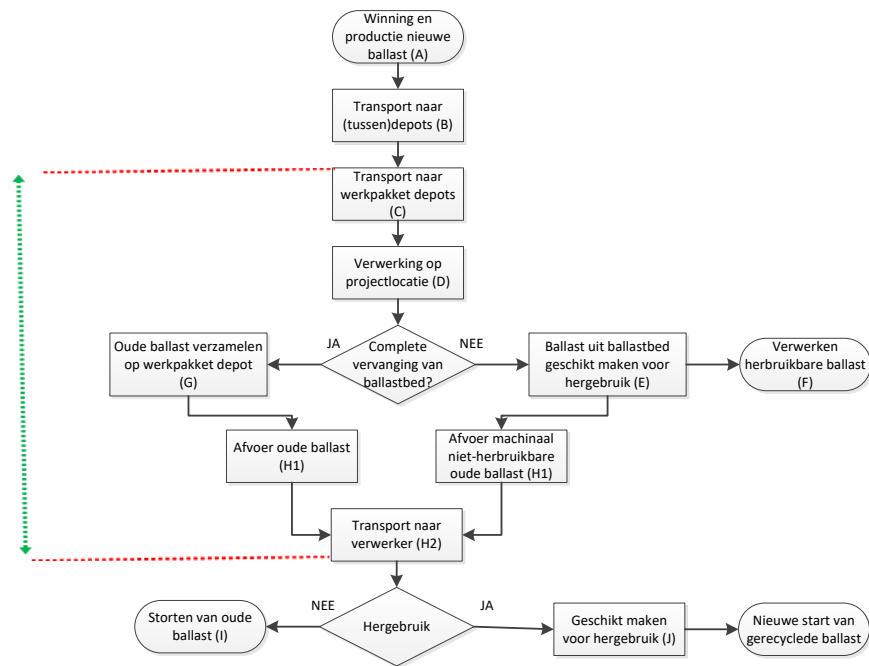 Winning en
productie nieuwe
ballast (A)
Transport naar
(tussen)depots (B)
Transport naar
werkpakket depots
(C)
Verwerking op
projectlocatie (D)
JA
NEE
Complete
vervanging van
ballastbed?
Oude ballast verzamelen
op werkpakket depot
(G)
Ballast uit ballastbed
geschikt maken voor
hergebruik (E)
Verwerken
herbruikbare ballast
(F)
Afvoer oude ballast
(H1)
Afvoer machinaal
niet-herbruikbare
oude ballast (H1)
Transport naar
verwerker (H2)
NEE
JA
Hergebruik
Storten van oude
ballast (I)
Geschikt maken
voor hergebruik (J)
Nieuwe start van
gerecyclede ballast